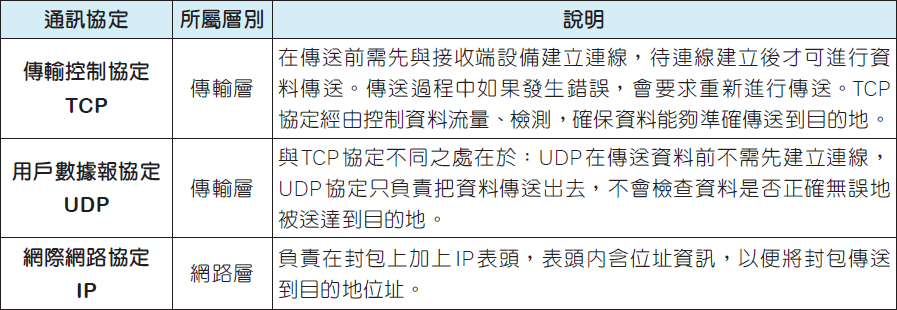 通訊協定 所屬層別 說明
傳輸控制協定
TCP
傳輸層
在傳送前需先與接收端設備建立連線，待連線建立後才可進行資
料傳送。傳送過程中如果發生錯誤，會要求重新進行傳送。TCP
協定經由控制資料流量、檢測，確保資料能夠準確傳送到目的地。
用戶數據報協定
UDP
傳輸層
與TCP協定不同之處在於：UDP在傳送資料前不需先建立連線，
UDP協定只負責把資料傳送出去，不會檢查資料是否正確無誤地
被送達到目的地。
網際網路協定
IP
網路層
負責在封包上加上IP表頭，表頭內含位址資訊，以便將封包傳送
到目的地位址。